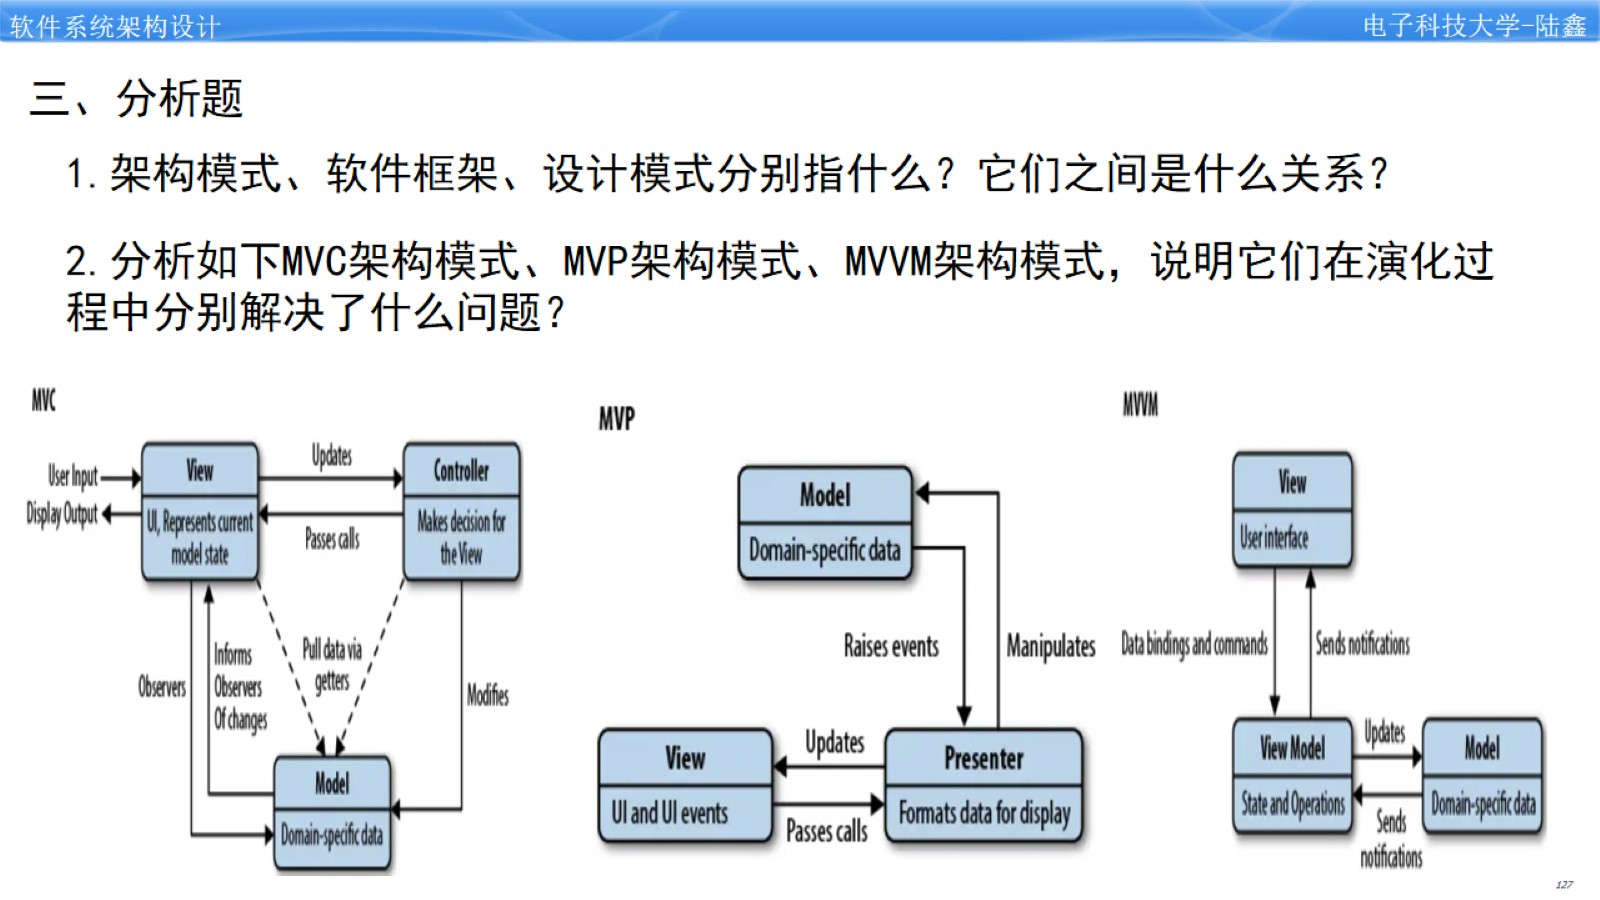 软件系统架构设计
电子科技大学-陆鑫
三、分析题
1.架构模式、软件框架、设计模式分别指什么？它们之间是什么关系？
2.分析如下MVC架构模式、MVP架构模式、MVVM架构模式，说明它们在演化过
程中分别解决了什么问题？
MVC
User Input
Display Output
View
UI, Represents current
model state
Updates
Passes calls
Controller
Makes decision for
the View
Observers
Informs
Observers
Of changes
Pull data via
getters
Modifies
Model
Domain-specific data
MVP
Model
Domain-specific data
Raises events
Manipulates
View
UI and UI events
Updates
Passes calls
Presenter
Formats data for display
MVVM
View
User interface
Data bindings and commands
Sends notifications
View Model
State and Operations
Updates
Sends
notifications
Model
Domain-specific data
127